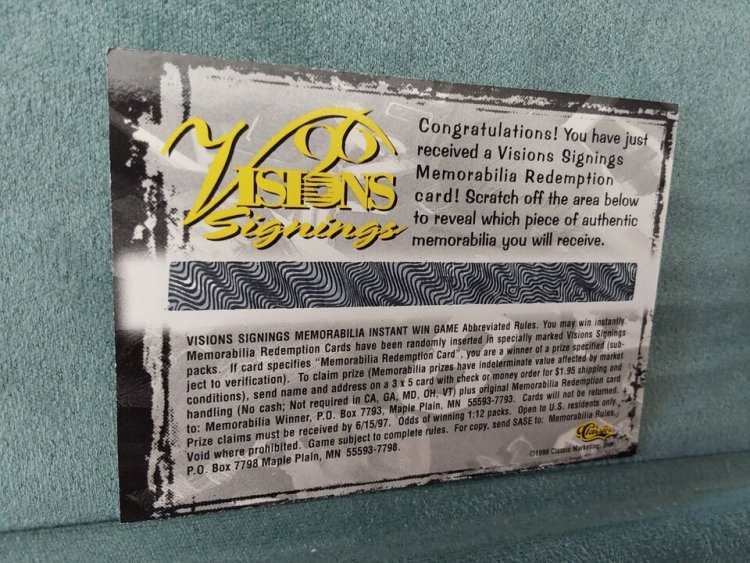 96
VISIONS
Signings
Congratulations! You have just
received a Visions Signings
Memorabilia Redemption
card! Scratch off the area below
to reveal which piece of authentic
memorabilia you will receive.
VISIONS SIGNINGS MEMORABILIA INSTANT WIN GAME Abbreviated Rules. You may win instantly.
Memorabilia Redemption Cards have been randomly inserted in specially marked Visions Signings
packs. If card specifies "Memorabilia Redemption Card", you are a winner of a prize specified (sub-
ject to verification). To claim prize (Memorabilia prizes have indeterminate value affected by market
conditions), send name and address on a 3 x 5 card with check or money order for $1.95 shipping and
handling (No cash; Not required in CA, GA, MD, OH, VT) plus original Memorabilia Redemption card
to: Memorabilia Winner, P.O. Box 7793, Maple Plain, MN 55593-7793. Cards will not be returned.
Prize claims must be received by 6/15/97. Odds of winning 1:12 packs. Open to U.S. residents only.
Void where prohibited. Game subject to complete rules. For copy, send SASE to: Memorabilia Rules,
P.O. Box 7798 Maple Plain, MN 55593-7798.
Classic
©1996 Classic Marketing, Inc.